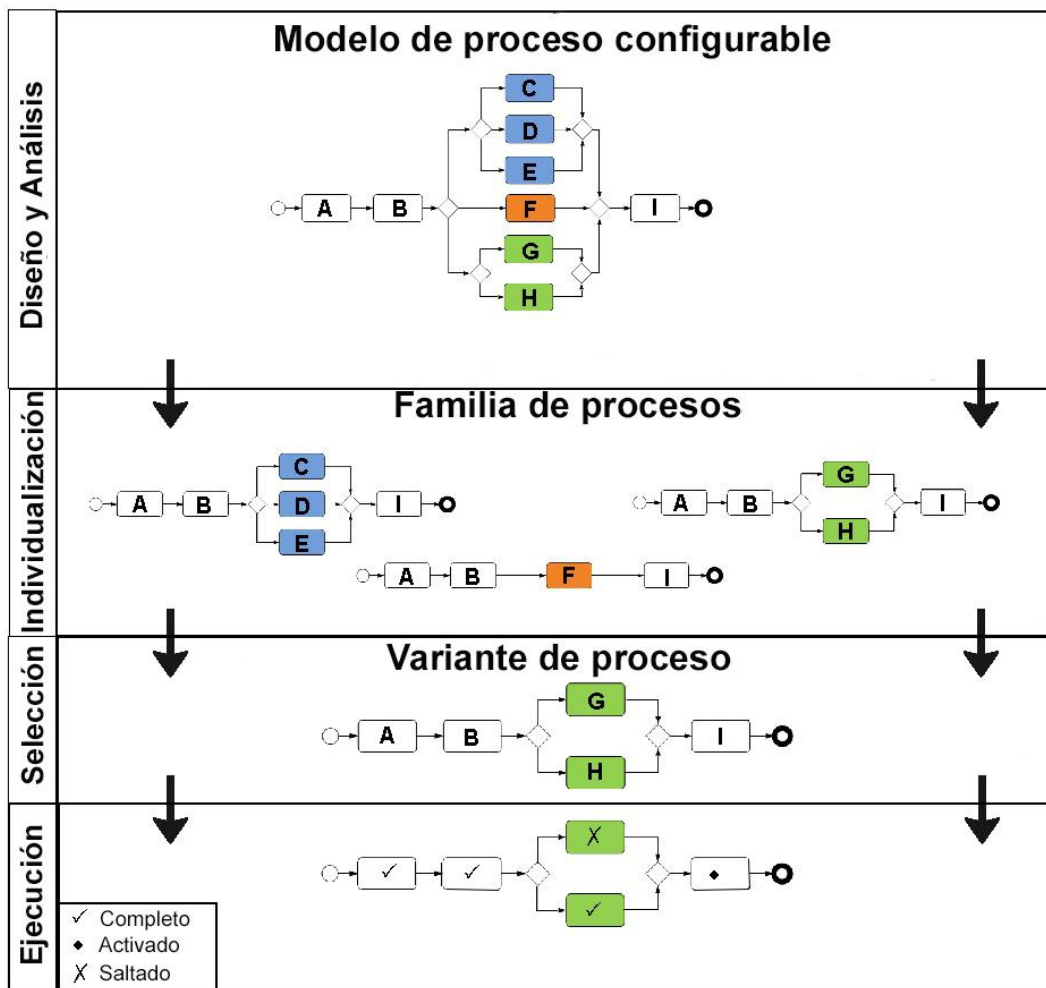 Diseño y Análisis
Modelo de proceso configurable
C
D
E
A B F I
G
H
Individualización
Familia de procesos
C
A B D I
E
G
A B I
H
A B F I
Selección
Variante de proceso
G
A B I
H
Ejecución
✓ Completo
◆ Activado
X Saltado